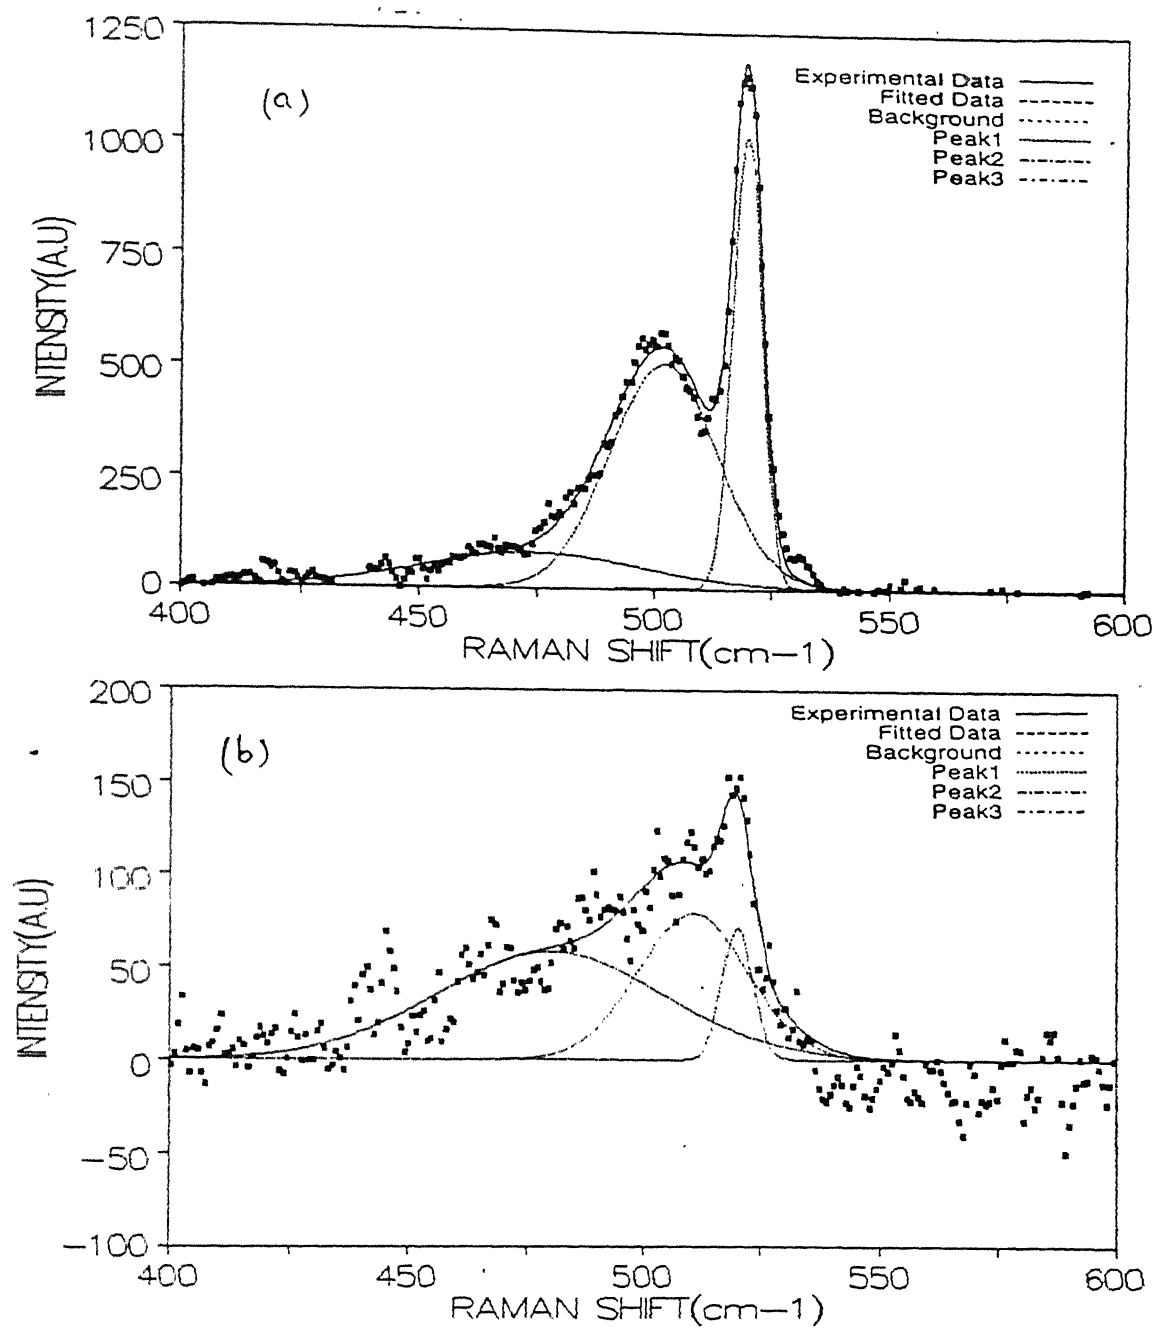 1250
(a)
Experimental Data
Fitted Data
Background
Peak1
Peak2
Peak3
1000
750
500
250
0
INTENSITY(A.U)
400 450 500 550 600
RAMAN SHIFT(cm-1)
200
(b)
Experimental Data
Fitted Data
Background
Peak1
Peak2
Peak3
150
100
50
0
-50
-100
INTENSITY(A.U)
400 450 500 550 600
RAMAN SHIFT(cm-1)